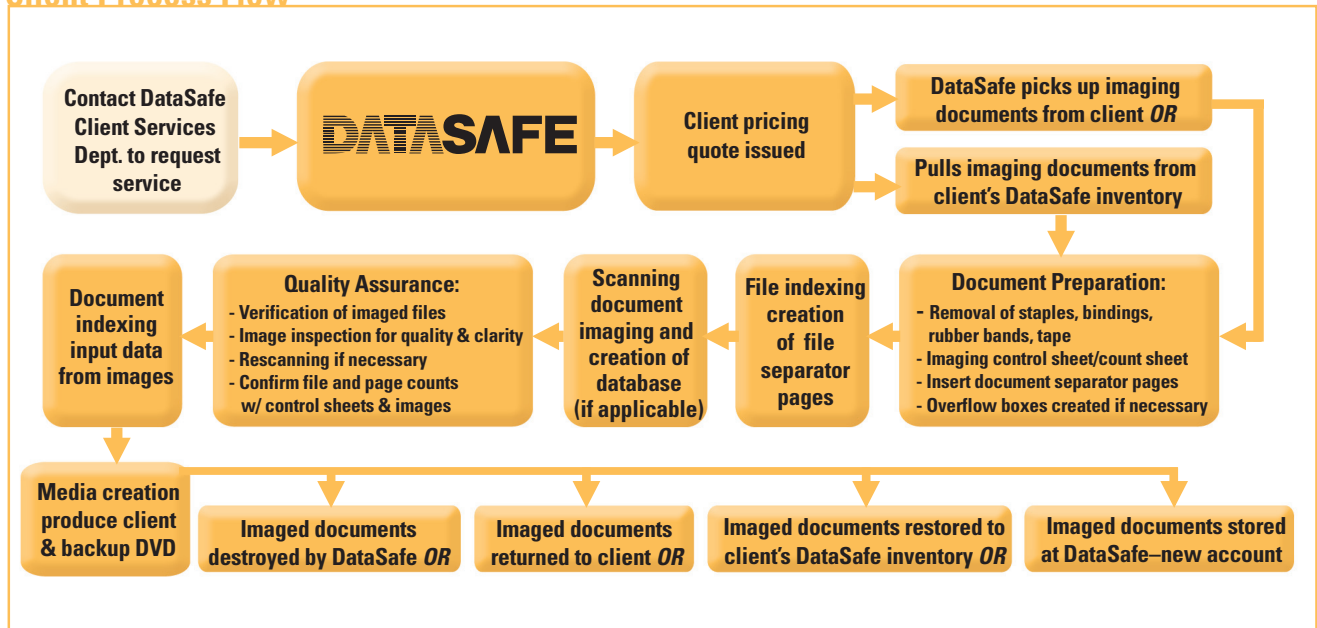 Client Process Flow
Contact DataSafe
Client Services
Dept. to request
service
DATASAFE
Client pricing
quote issued
DataSafe picks up imaging
documents from client OR
Pulls imaging documents from
client's DataSafe inventory
Document Preparation:
- Removal of staples, bindings,
rubber bands, tape
- Imaging control sheet/count sheet
- Insert document separator pages
- Overflow boxes created if necessary
File indexing
creation
of file
separator
pages
Scanning
document
imaging and
creation of
database
(if applicable)
Quality Assurance:
- Verification of imaged files
- Image inspection for quality & clarity
- Rescanning if necessary
- Confirm file and page counts
w/ control sheets & images
Document
indexing
input data
from images
Media creation
produce client
& backup DVD
Imaged documents
destroyed by DataSafe OR
Imaged documents
returned to client OR
Imaged documents restored to
client's DataSafe inventory OR
Imaged documents stored
at DataSafe–new account